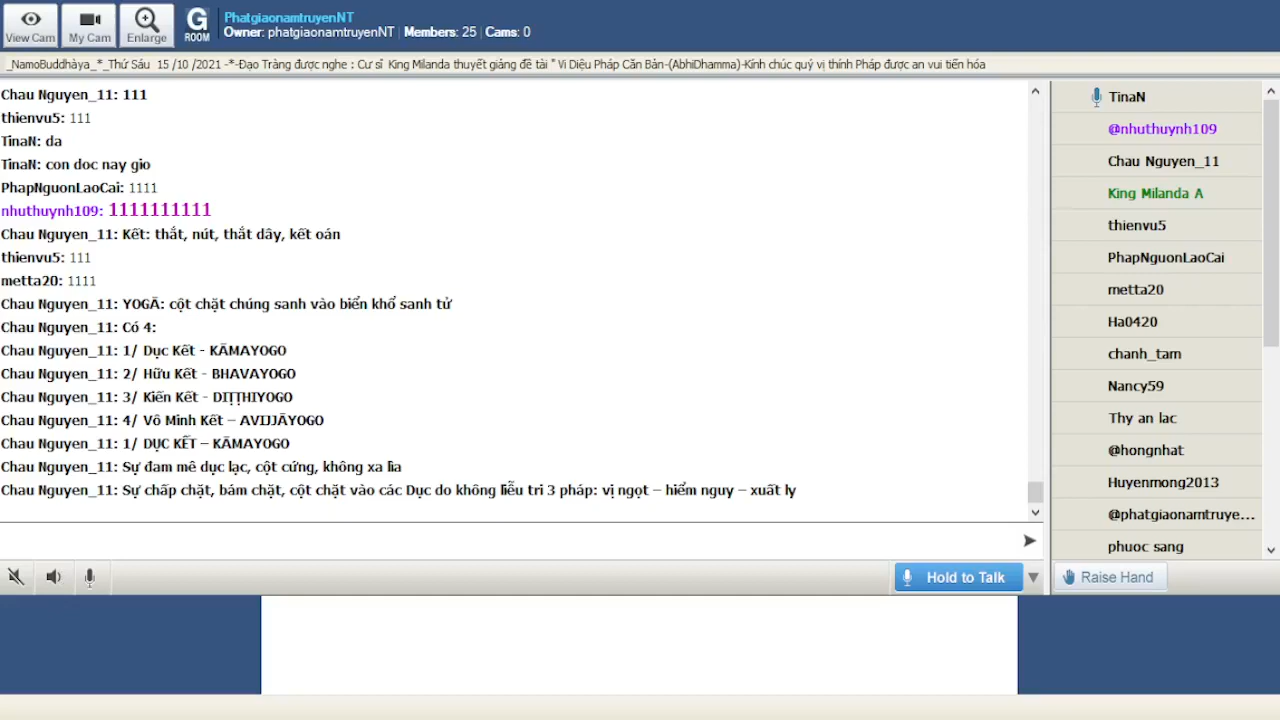 View Cam
My Cam
Enlarge
G ROOM
PhatgiaonamtruyenNT
Owner: phatgiaonamtruyenNT | Members: 25 | Cams: 0
_NamoBuddhàya_*_Thứ Sáu 15 /10 /2021 -*-Đạo Tràng được nghe : Cư sĩ King Milanda thuyết giảng đề tài " Vi Diệu Pháp Căn Bản-(AbhiDhamma)-Kính chúc quý vị thính Pháp được an vui tiến hóa
Chau Nguyen_11: 111
thienvu5: 111
TinaN: da
TinaN: con doc nay gio
PhapNguonLaoCai: 1111
nhuthuynh109: 1111111111
Chau Nguyen_11: Kết: thắt, nút, thắt dây, kết oán
thienvu5: 111
metta20: 1111
Chau Nguyen_11: YOGĀ: cột chặt chúng sanh vào biển khổ sanh tử
Chau Nguyen_11: Có 4:
Chau Nguyen_11: 1/ Dục Kết - KĀMAYOGO
Chau Nguyen_11: 2/ Hữu Kết - BHAVAYOGO
Chau Nguyen_11: 3/ Kiến Kết - DIṬṬHIYOGO
Chau Nguyen_11: 4/ Vô Minh Kết – AVIJJĀYOGO
Chau Nguyen_11: 1/ DỤC KẾT – KĀMAYOGO
Chau Nguyen_11: Sự đam mê dục lạc, cột cứng, không xa lìa
Chau Nguyen_11: Sự chấp chặt, bám chặt, cột chặt vào các Dục do không liễu tri 3 pháp: vị ngọt – hiểm nguy – xuất ly
Hold to Talk
TinaN
@nhuthuynh109
Chau Nguyen_11
King Milanda A
thienvu5
PhapNguonLaoCai
metta20
Ha0420
chanh_tam
Nancy59
Thy an lac
@hongnhat
Huyenmong2013
@phatgiaonamtruye...
phuoc sang
Raise Hand